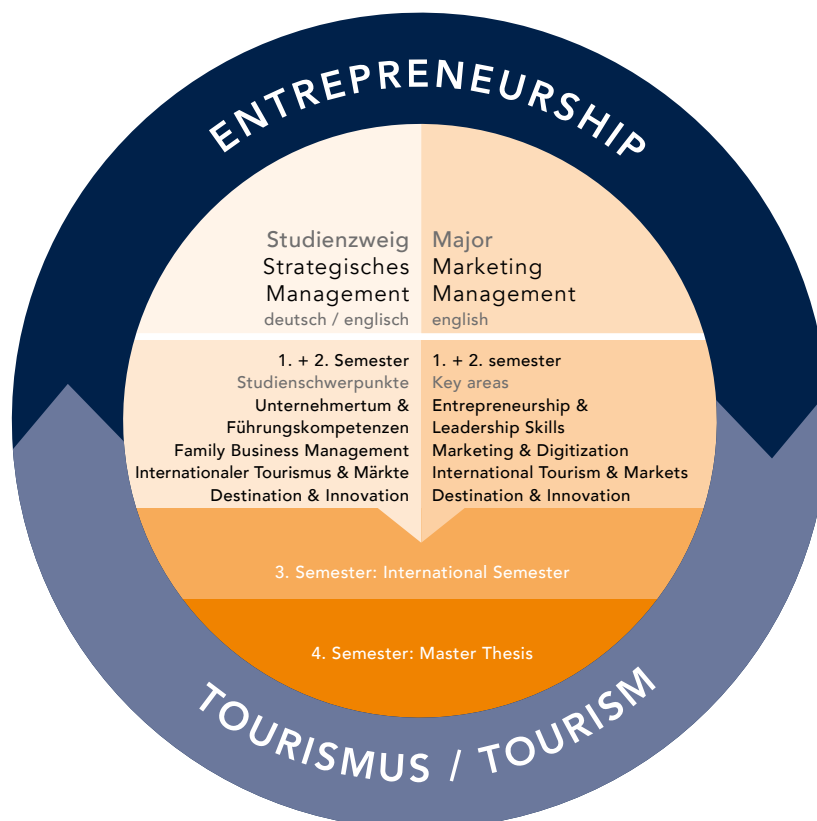 ENTREPRENEURSHIP
Studienzweig
Strategisches
Management
deutsch / englisch
Major
Marketing
Management
english
1. + 2. Semester
Studienschwerpunkte
Unternehmertum &
Führungskompetenzen
Family Business Management
Internationaler Tourismus & Märkte
Destination & Innovation
1. + 2. semester
Key areas
Entrepreneurship &
Leadership Skills
Marketing & Digitization
International Tourism & Markets
Destination & Innovation
3. Semester: International Semester
4. Semester: Master Thesis
TOURISMUS / TOURISM